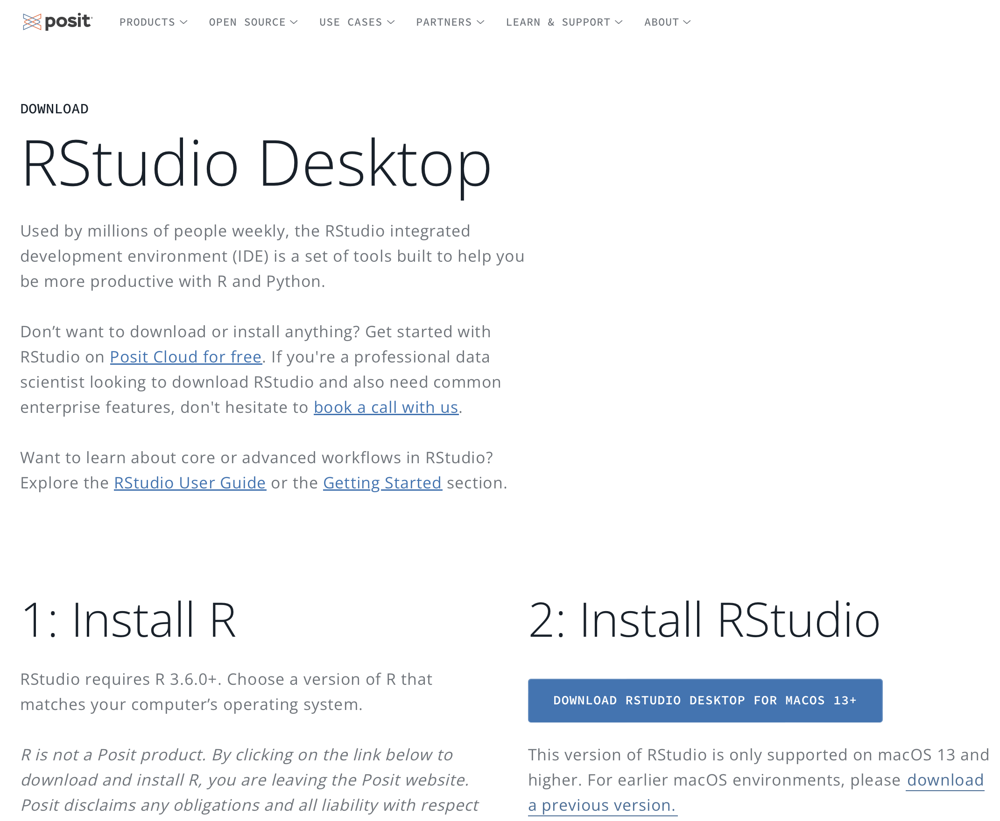 posit
PRODUCTS
OPEN SOURCE
USE CASES
PARTNERS
LEARN & SUPPORT
ABOUT
DOWNLOAD
RStudio Desktop
Used by millions of people weekly, the RStudio integrated
development environment (IDE) is a set of tools built to help you
be more productive with R and Python.
Don’t want to download or install anything? Get started with
RStudio on Posit Cloud for free. If you're a professional data
scientist looking to download RStudio and also need common
enterprise features, don't hesitate to book a call with us.
Want to learn about core or advanced workflows in RStudio?
Explore the RStudio User Guide or the Getting Started section.
1: Install R
RStudio requires R 3.6.0+. Choose a version of R that
matches your computer’s operating system.
R is not a Posit product. By clicking on the link below to
download and install R, you are leaving the Posit website.
Posit disclaims any obligations and all liability with respect
2: Install RStudio
DOWNLOAD RSTUDIO DESKTOP FOR MACOS 13+
This version of RStudio is only supported on macOS 13 and
higher. For earlier macOS environments, please download
a previous version.